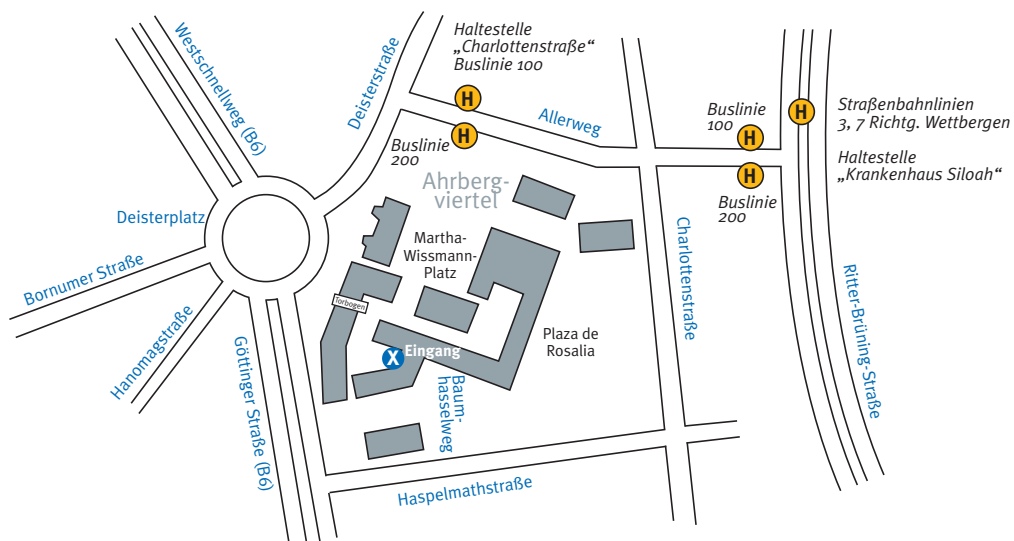 Westschnellweg (B6)
Deisterstraße
Haltestelle
„Charlottenstraße“
Buslinie 100
H
H
Buslinie
200
Allerweg
Buslinie
100
H
H
Buslinie
200
H
Straßenbahnlinien
3, 7 Richtg. Wettbergen
Haltestelle
„Krankenhaus Siloah“
Ahrberg-
viertel
Deisterplatz
Martha-
Wissmann-
Platz
Bornumer Straße
Hanomagstraße
Göttinger Straße (B6)
Torbogen
X
Eingang
Plaza de
Rosalia
Baum-
hasselweg
Charlottenstraße
Ritter-Brüning-Straße
Haspelmathstraße